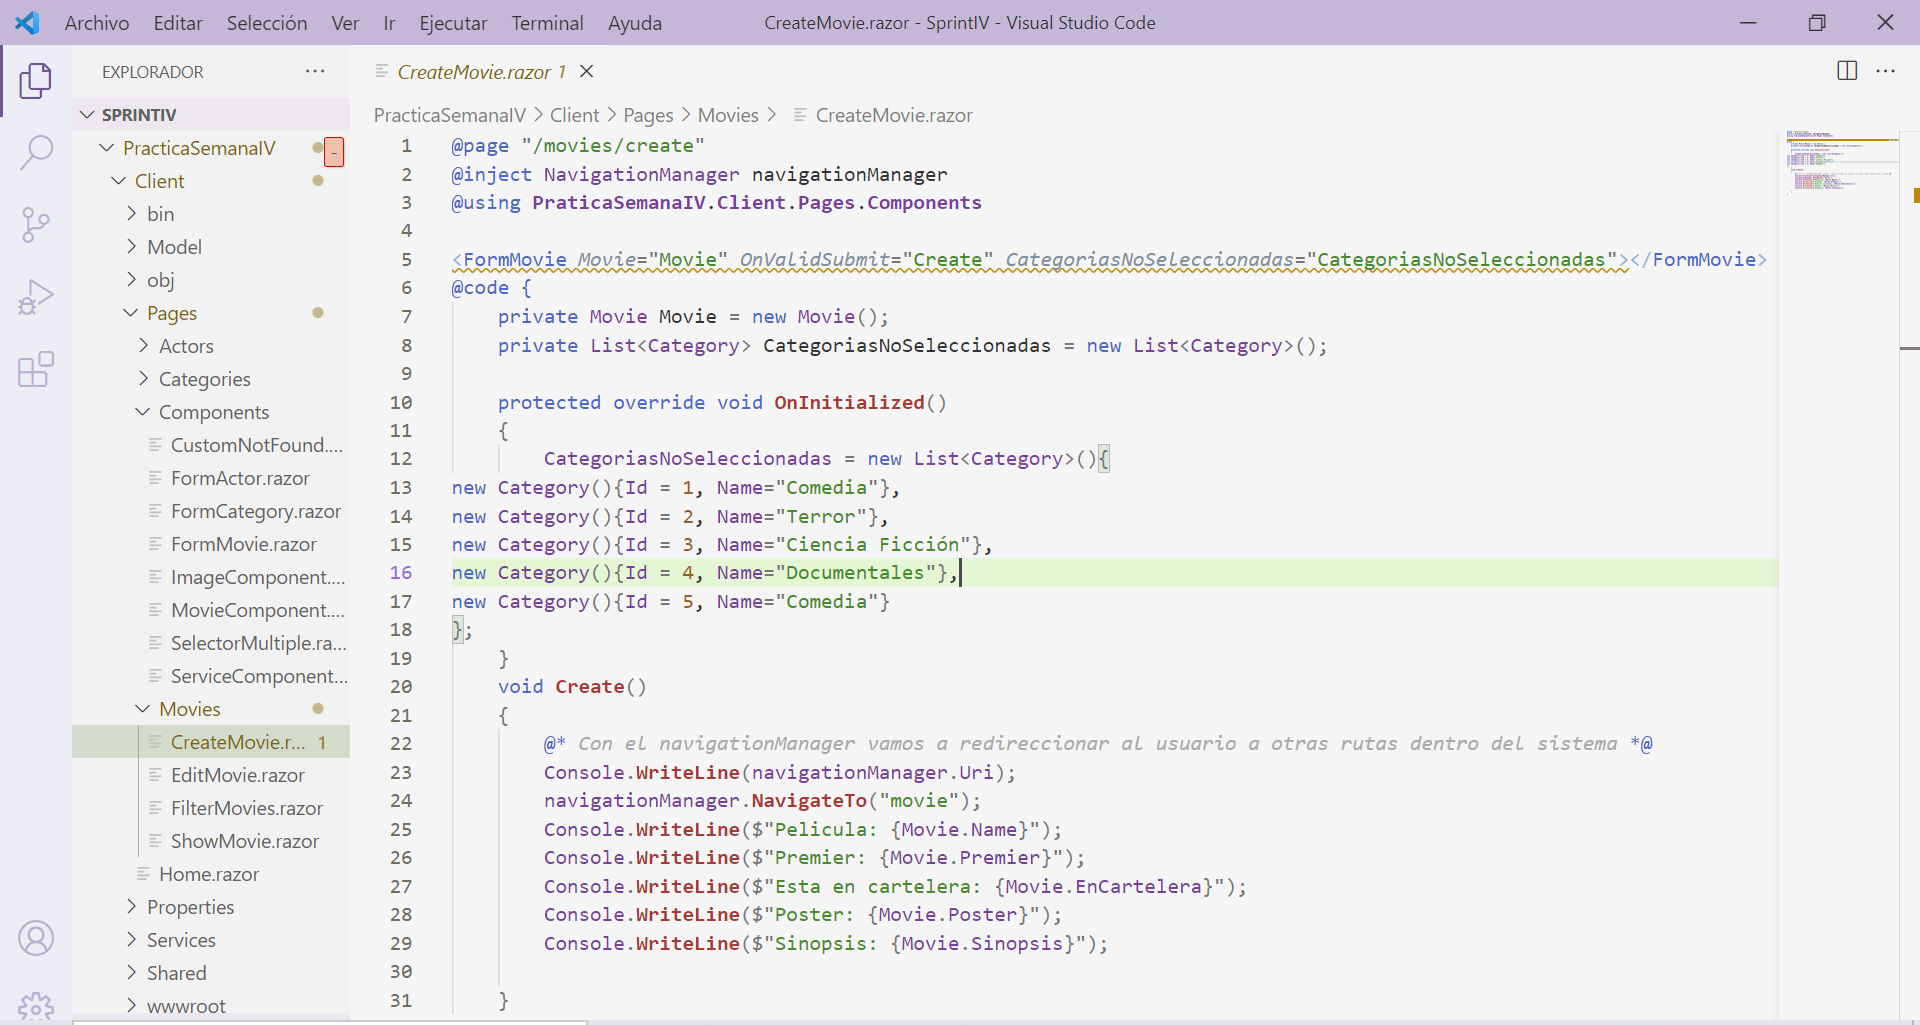 Archivo Editar Selección Ver Ir Ejecutar Terminal Ayuda CreateMovie.razor - SprintIV - Visual Studio Code
EXPLORADOR
SPRINTIV
PracticaSemanaIV
Client
bin
Model
obj
Pages
Actors
Categories
Components
CustomNotFound....
FormActor.razor
FormCategory.razor
FormMovie.razor
ImageComponent....
MovieComponent....
SelectorMultiple.ra...
ServiceComponent...
Movies
CreateMovie.r... 1
EditMovie.razor
FilterMovies.razor
ShowMovie.razor
Home.razor
Properties
Services
Shared
wwwroot
CreateMovie.razor 1
PracticaSemanaIV > Client > Pages > Movies > CreateMovie.razor
1 @page "/movies/create"
2 @inject NavigationManager navigationManager
3 @using PraticaSemanaIV.Client.Pages.Components
4
5 <FormMovie Movie="Movie" OnValidSubmit="Create" CategoriasNoSeleccionadas="CategoriasNoSeleccionadas"></FormMovie>
6 @code {
7 private Movie Movie = new Movie();
8 private List<Category> CategoriasNoSeleccionadas = new List<Category>();
9
10 protected override void OnInitialized()
11 {
12 CategoriasNoSeleccionadas = new List<Category>(){
13 new Category(){Id = 1, Name="Comedia"},
14 new Category(){Id = 2, Name="Terror"},
15 new Category(){Id = 3, Name="Ciencia Ficción"},
16 new Category(){Id = 4, Name="Documentales"},
17 new Category(){Id = 5, Name="Comedia"}
18 };
19 }
20 void Create()
21 {
22 @* Con el navigationManager vamos a redireccionar al usuario a otras rutas dentro del sistema *@
23 Console.WriteLine(navigationManager.Uri);
24 navigationManager.NavigateTo("movie");
25 Console.WriteLine($"Pelicula: {Movie.Name}");
26 Console.WriteLine($"Premier: {Movie.Premier}");
27 Console.WriteLine($"Esta en cartelera: {Movie.EnCartelera}");
28 Console.WriteLine($"Poster: {Movie.Poster}");
29 Console.WriteLine($"Sinopsis: {Movie.Sinopsis}");
30
31 }